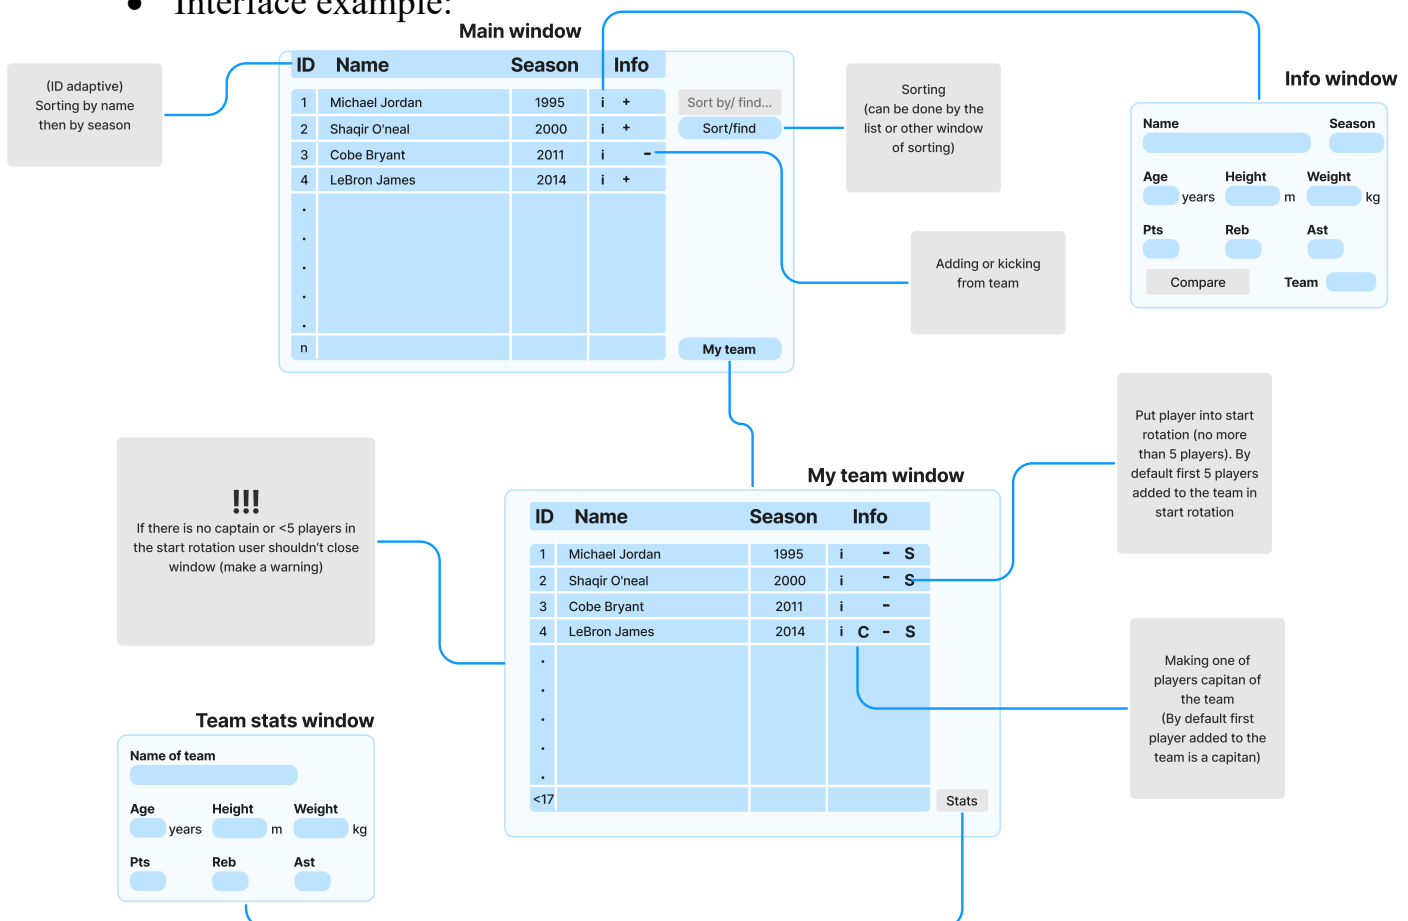 • Interface example:
Main window
ID Name Season Info
1 Michael Jordan 1995 i +
2 Shaqir O'neal 2000 i +
3 Cobe Bryant 2011 i -
4 LeBron James 2014 i +
.
.
.
.
.
n
Sort by/ find...
Sort/find
My team
(ID adaptive)
Sorting by name
then by season
Sorting
(can be done by the
list or other window
of sorting)
Adding or kicking
from team
Info window
Name Season
Age Height Weight
years m kg
Pts Reb Ast
Compare Team
!!!
If there is no captain or <5 players in
the start rotation user shouldn't close
window (make a warning)
My team window
ID Name Season Info
1 Michael Jordan 1995 i - S
2 Shaqir O'neal 2000 i - S
3 Cobe Bryant 2011 i -
4 LeBron James 2014 i C - S
.
.
.
.
.
<17
Stats
Put player into start
rotation (no more
than 5 players). By
default first 5 players
added to the team in
start rotation
Making one of
players capitan of
the team
(By default first
player added to the
team is a capitan)
Team stats window
Name of team
Age Height Weight
years m kg
Pts Reb Ast